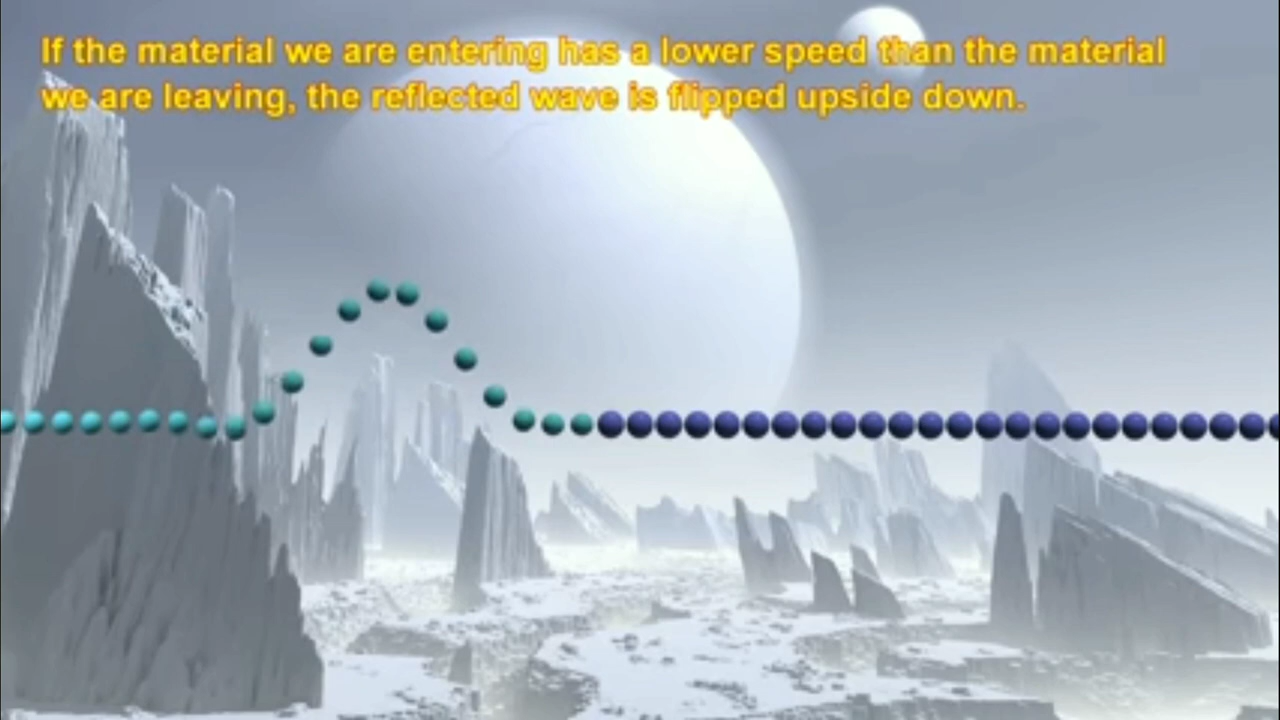 If the material we are entering has a lower speed than the material
we are leaving, the reflected wave is flipped upside down.